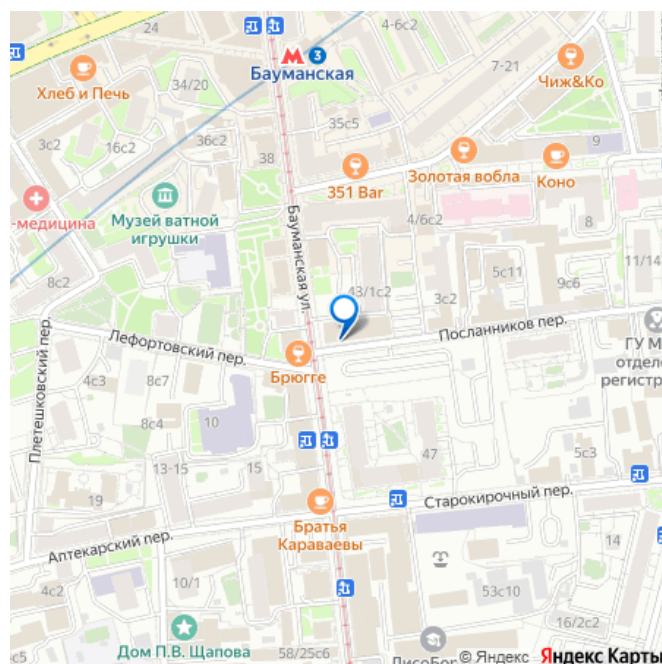 24
4-6с2
3
Бауманская
7-21
Чиж&Ко
Хлеб и Печь
34/20
35с5
3с2
16с2
36с2
38
9
351 Bar
Золотая вобла
Коно
-медицина
Музей ватной
игрушки
4/6с2
8
Бауманская ул.
8с2
43/1с2
5с11
3с2
9с6
11/14
Посланников пер.
Лефортовский пер.
ГУ М
отдело
регистр
Брюгге
Плетешковский пер.
4с3
8с7
8с4
10
47
13-15
15
5с3
19
Старокирочный пер.
Братья
Караваевы
Аптекарский пер.
14
4с2
10/1
53с10
16/2с2
Дом П.В. Щапова
58/25с6
ЛисоБор
© Яндекс Яндекс Карты